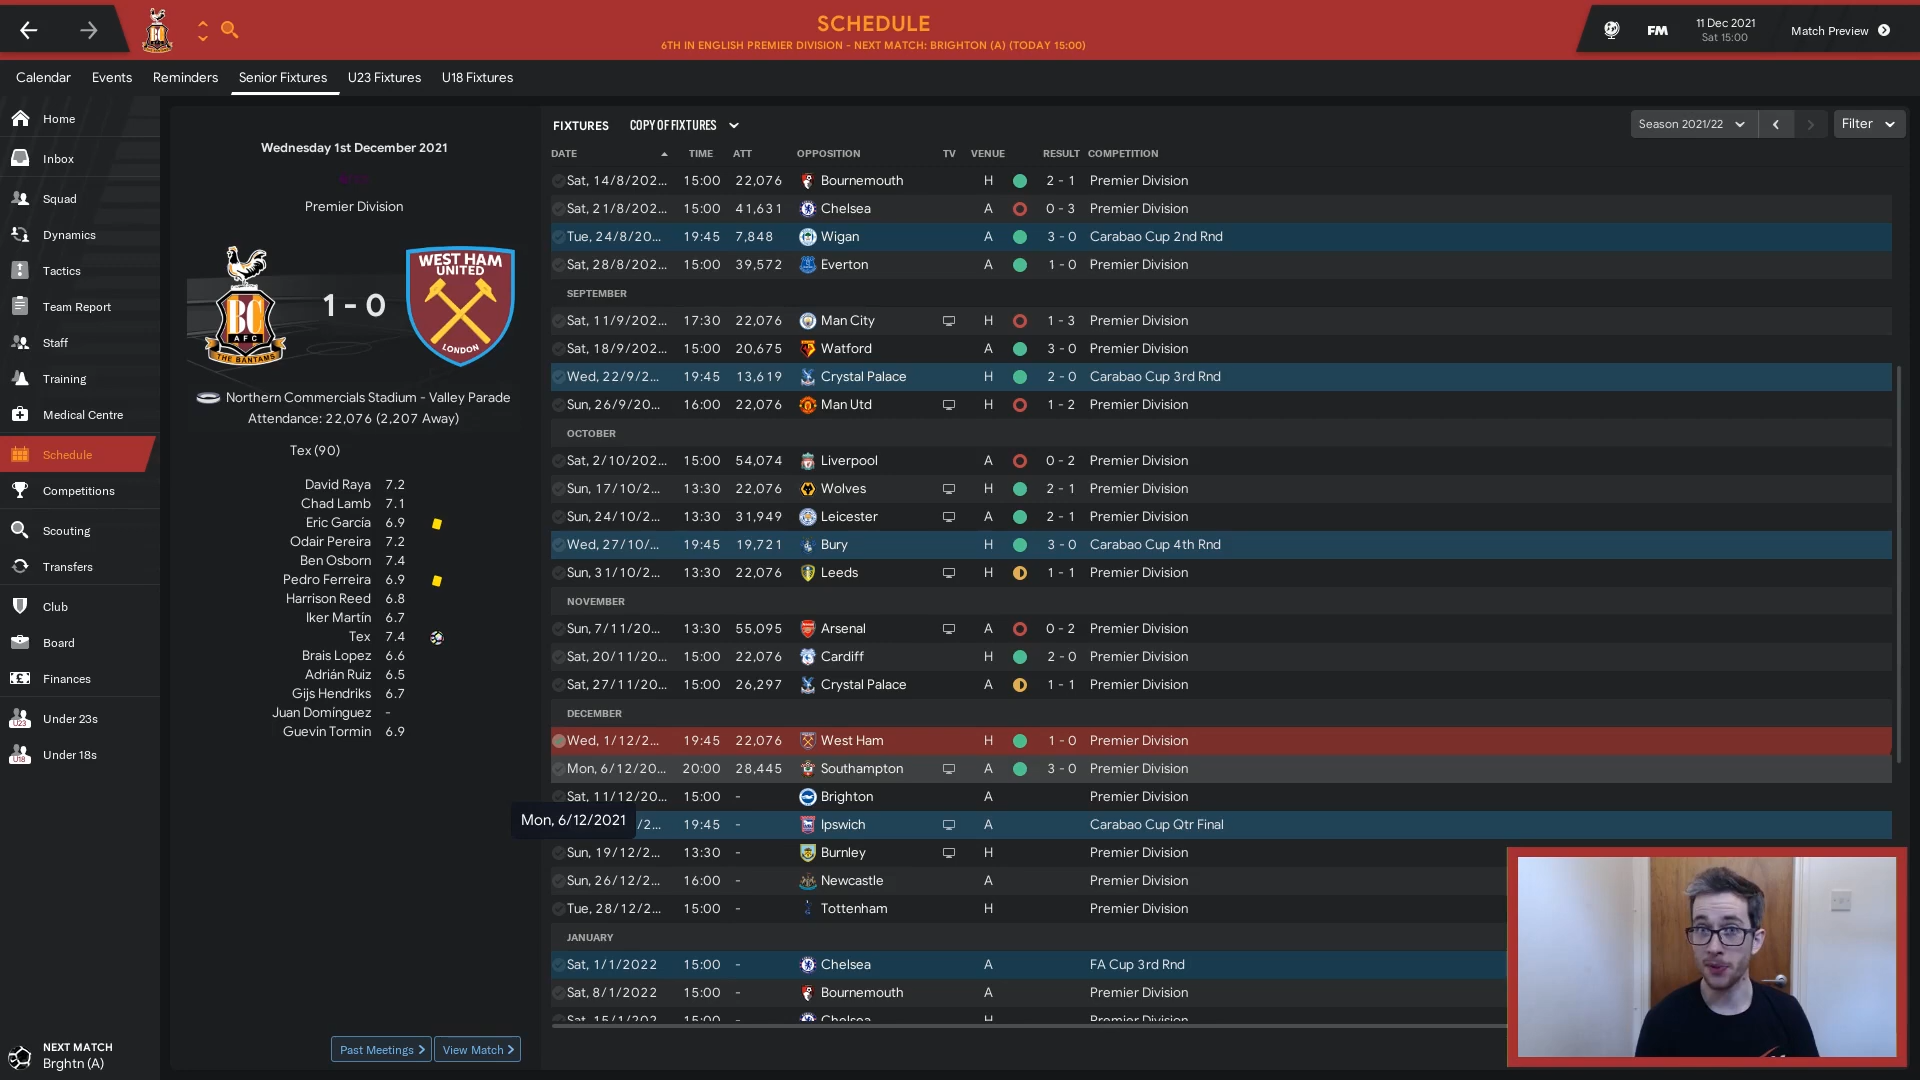 SCHEDULE
6TH IN ENGLISH PREMIER DIVISION - NEXT MATCH: BRIGHTON (A) (TODAY 15:00)
FM
11 Dec 2021
Sat 15:00
Match Preview
Calendar Events Reminders Senior Fixtures U23 Fixtures U18 Fixtures
Home
Inbox
Squad
Dynamics
Tactics
Team Report
Staff
Training
Medical Centre
Schedule
Competitions
Scouting
Transfers
Club
Board
Finances
U23 Under 23s
U18 Under 18s
NEXT MATCH
Brghtn (A)
Wednesday 1st December 2021
Premier Division
BC
AFC
THE BANTAMS
1 - 0
WEST HAM
UNITED
LONDON
Northern Commercials Stadium - Valley Parade
Attendance: 22,076 (2,207 Away)
Tex (90)
David Raya 7.2
Chad Lamb 7.1
Eric García 6.9
Odair Pereira 7.2
Ben Osborn 7.4
Pedro Ferreira 6.9
Harrison Reed 6.8
Iker Martín 6.7
Tex 7.4
Brais Lopez 6.6
Adrián Ruiz 6.5
Gijs Hendriks 6.7
Juan Domínguez -
Guevin Tormin 6.9
Past Meetings
View Match
FIXTURES COPY OF FIXTURES
Season 2021/22
Filter
DATE TIME ATT OPPOSITION TV VENUE RESULT COMPETITION
Sat, 14/8/202... 15:00 22,076 Bournemouth H 2 - 1 Premier Division
Sat, 21/8/202... 15:00 41,631 Chelsea A 0 - 3 Premier Division
Tue, 24/8/20... 19:45 7,848 Wigan A 3 - 0 Carabao Cup 2nd Rnd
Sat, 28/8/202... 15:00 39,572 Everton A 1 - 0 Premier Division
SEPTEMBER
Sat, 11/9/202... 17:30 22,076 Man City H 1 - 3 Premier Division
Sat, 18/9/202... 15:00 20,675 Watford A 3 - 0 Premier Division
Wed, 22/9/2... 19:45 13,619 Crystal Palace H 2 - 0 Carabao Cup 3rd Rnd
Sun, 26/9/20... 16:00 22,076 Man Utd H 1 - 2 Premier Division
OCTOBER
Sat, 2/10/202... 15:00 54,074 Liverpool A 0 - 2 Premier Division
Sun, 17/10/2... 13:30 22,076 Wolves H 2 - 1 Premier Division
Sun, 24/10/2... 13:30 31,949 Leicester A 2 - 1 Premier Division
Wed, 27/10/... 19:45 19,721 Bury H 3 - 0 Carabao Cup 4th Rnd
Sun, 31/10/2... 13:30 22,076 Leeds H 1 - 1 Premier Division
NOVEMBER
Sun, 7/11/20... 13:30 55,095 Arsenal A 0 - 2 Premier Division
Sat, 20/11/20... 15:00 22,076 Cardiff H 2 - 0 Premier Division
Sat, 27/11/20... 15:00 26,297 Crystal Palace A 1 - 1 Premier Division
DECEMBER
Wed, 1/12/2... 19:45 22,076 West Ham H 1 - 0 Premier Division
Mon, 6/12/20... 20:00 28,445 Southampton A 3 - 0 Premier Division
Sat, 11/12/20... 15:00 - Brighton A Premier Division
Mon, 6/12/2021
/2... 19:45 - Ipswich A Carabao Cup Qtr Final
Sun, 19/12/2... 13:30 - Burnley H Premier Division
Sun, 26/12/2... 16:00 - Newcastle A Premier Division
Tue, 28/12/2... 15:00 - Tottenham H Premier Division
JANUARY
Sat, 1/1/2022 15:00 - Chelsea A FA Cup 3rd Rnd
Sat, 8/1/2022 15:00 - Bournemouth A Premier Division
Sat, 15/1/202... 15:00 - Chelsea H Premier Division